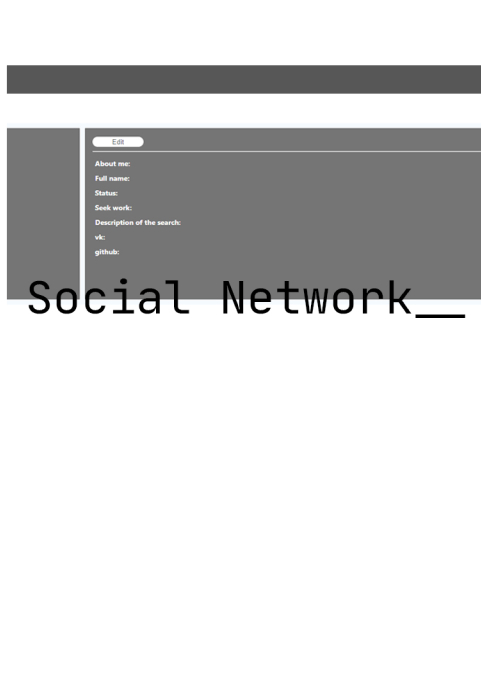 Edit
About me:
Full name:
Status:
Seek work:
Description of the search:
vk:
github:
Social Network__